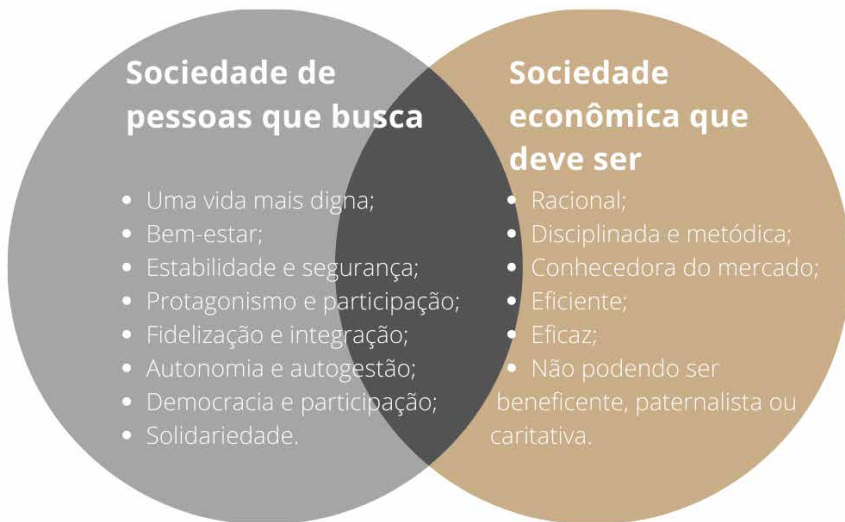 Sociedade de
pessoas que busca
• Uma vida mais digna;
• Bem-estar;
• Estabilidade e segurança;
• Protagonismo e participação;
• Fidelização e integração;
• Autonomia e autogestão;
• Democracia e participação;
• Solidariedade.
Sociedade
econômica que
deve ser
• Racional;
• Disciplinada e metódica;
• Conhecedora do mercado;
• Eficiente;
• Eficaz;
• Não podendo ser
beneficente, paternalista ou
caritativa.